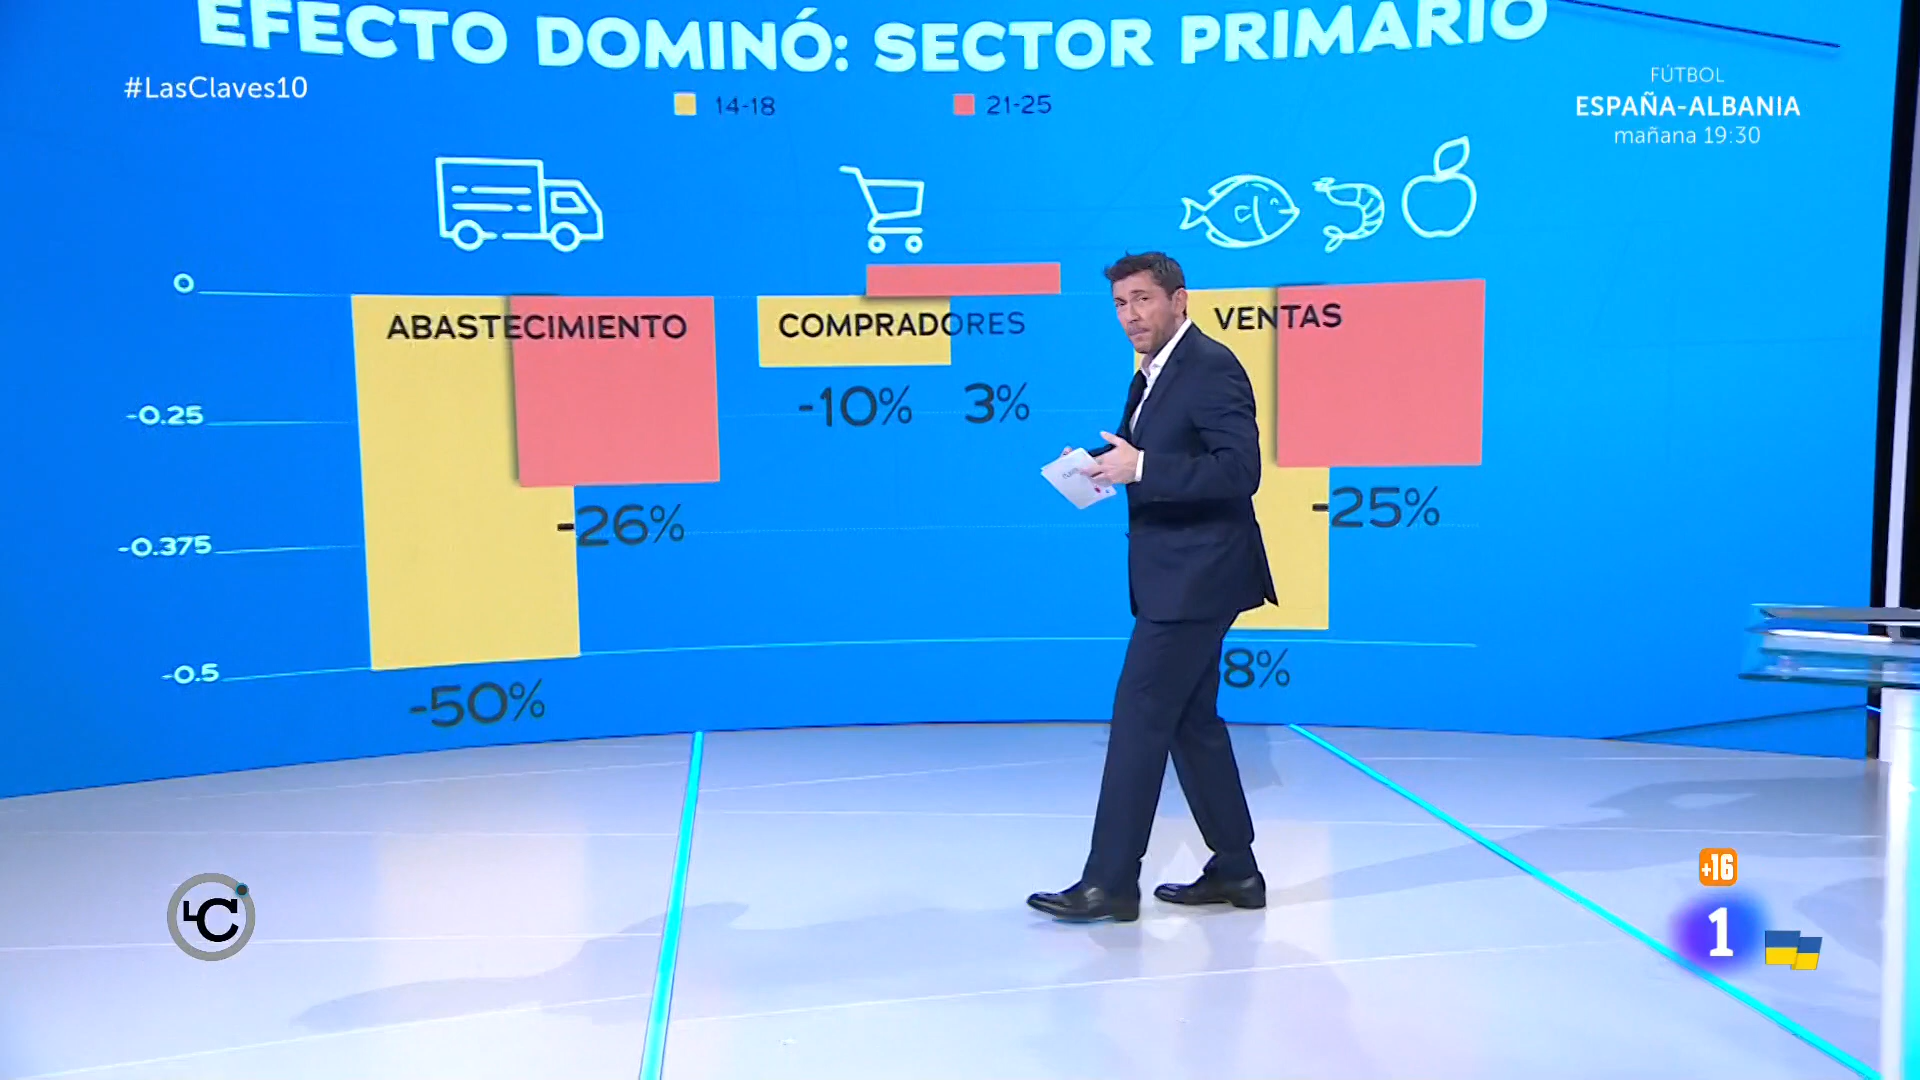 EFECTO DOMINÓ: SECTOR PRIMARIO
#LasClaves10
FÚTBOL
ESPAÑA-ALBANIA
mañana 19:30
14-18
21-25
0
-0.25
-0.375
-0.5
ABASTECIMIENTO
-26%
-50%
COMPRADORES
-10%
3%
VENTAS
-25%
8%
LC
+16
1